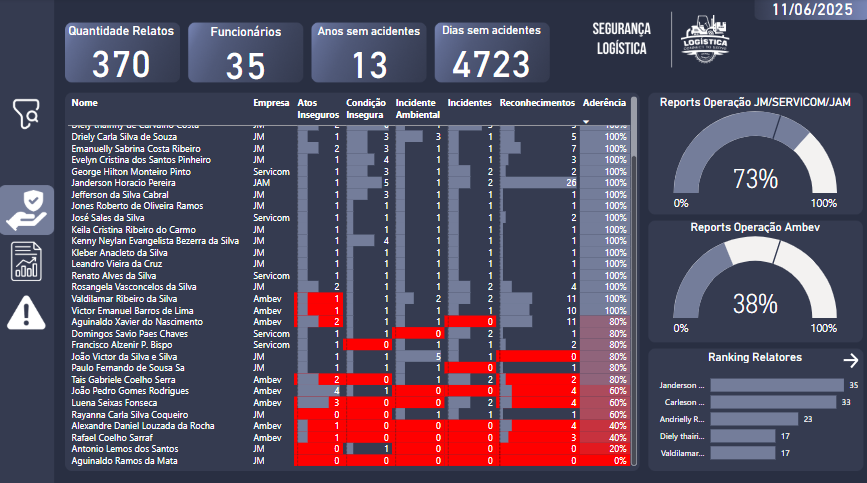 11/06/2025
Quantidade Relatos
370
Funcionários
35
Anos sem acidentes
13
Dias sem acidentes
4723
SEGURANÇA
LOGÍSTICA
LOGÍSTICA
Nome Empresa Atos Inseguros Condição Insegura Incidente Ambiental Incidentes Reconhecimentos Aderência
Driely Carla Silva de Souza JM 1 3 3 1 5 100%
Emanuelly Sabrina Costa Ribeiro JM 2 3 1 1 7 100%
Evelyn Cristina dos Santos Pinheiro JM 1 4 1 1 3 100%
George Hilton Monteiro Pinto Servicom 1 1 1 2 2 100%
Janderson Horacio Pereira JAM 1 5 1 2 26 100%
Jefferson da Silva Cabral JM 1 3 1 1 1 100%
Jones Roberto de Oliveira Ramos JM 1 1 1 1 1 100%
José Sales da Silva Servicom 1 1 1 1 2 100%
Keila Cristina Ribeiro do Carmo JM 1 1 1 1 1 100%
Kenny Neylan Evangelista Bezerra da Silva JM 1 4 1 1 1 100%
Kleber Anacleto da Silva JM 1 1 1 1 1 100%
Leandro Vieira da Cruz JM 1 1 1 1 1 100%
Renato Alves da Silva Servicom 1 1 1 1 1 100%
Rosangela Vasconcelos da Silva JM 2 1 1 2 4 100%
Valdilamar Ribeiro da Silva Ambev 1 1 2 2 11 100%
Victor Emanuel Barros de Lima Ambev 1 1 1 1 10 100%
Aguinaldo Xavier do Nascimento Ambev 2 1 1 0 11 80%
Domingos Savio Paes Chaves Servicom 1 1 0 2 1 80%
Francisco Alzenir P. Bispo Servicom 1 0 1 1 2 80%
João Victor da Silva e Silva JM 1 1 5 1 0 80%
Paulo Fernando de Sousa Sa JM 1 1 1 0 1 80%
Tais Gabriele Coelho Serra Ambev 2 0 1 2 2 80%
João Pedro Gomes Rodrigues Ambev 4 1 0 0 4 60%
Luena Seixas Fonseca Ambev 3 0 0 2 4 60%
Rayanna Carla Silva Coqueiro JM 0 0 1 1 1 60%
Alexandre Daniel Louzada da Rocha Ambev 1 0 0 0 4 40%
Rafael Coelho Sarraf Ambev 1 0 0 0 3 40%
Antonio Lemos dos Santos JM 0 1 0 0 0 20%
Aguinaldo Ramos da Mata JM 0 0 0 0 0 0%
Reports Operação JM/SERVICOM/JAM
73%
0% 100%
Reports Operação Ambev
38%
0% 100%
Ranking Relatores
Janderson ... 35
Carleson ... 33
Andrielly R... 23
Diely thairi... 17
Valdilamar... 17